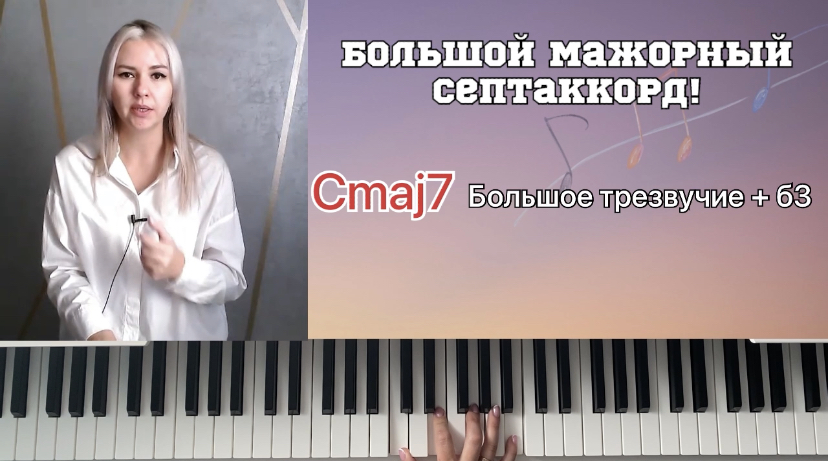 БОЛЬШОЙ МАЖОРНЫЙ
СЕПТАККОРД!
Cmaj7 Большое трезвучие + б3